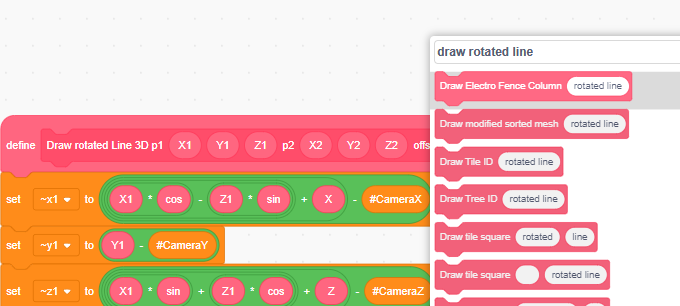 draw rotated line
Draw Electro Fence Column rotated line
Draw modified sorted mesh rotated line
Draw Tile ID rotated line
Draw Tree ID rotated line
Draw tile square rotated line
Draw tile square rotated line
define Draw rotated Line 3D p1 X1 Y1 Z1 p2 X2 Y2 Z2 offs
set ~x1 to X1 * cos - Z1 * sin + X - #CameraX
set ~y1 to Y1 - #CameraY
set ~z1 to X1 * sin + Z1 * cos + Z - #CameraZ